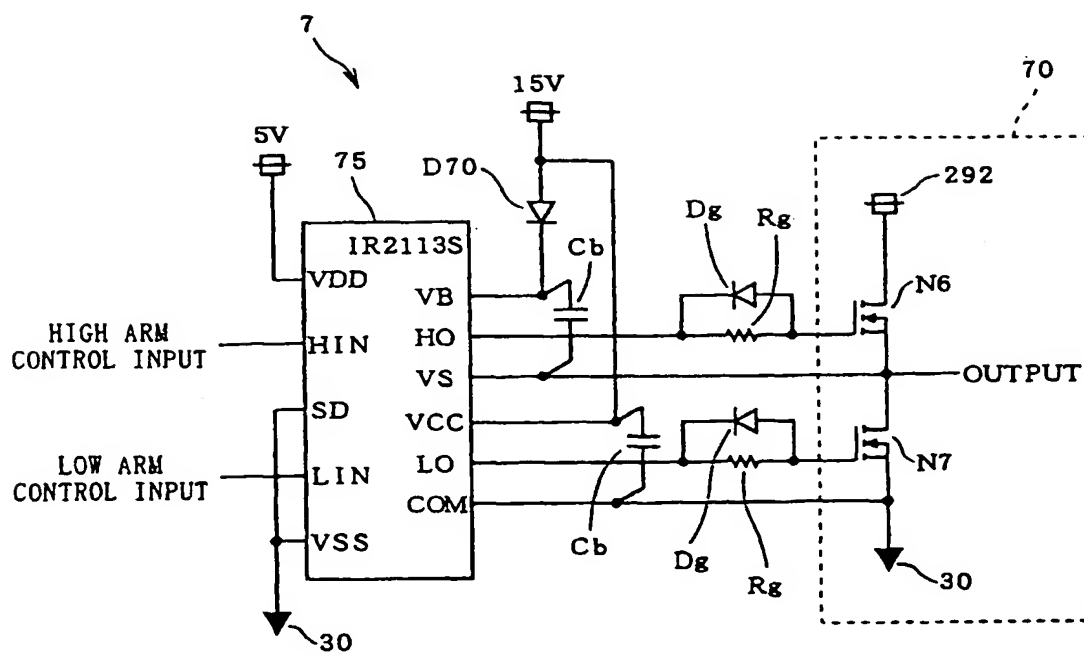 7
70
15V
5V
75
D70
292
IR2113S
Dg
Rg
Cb
N6
VDD
VB
HIGH ARM
CONTROL INPUT
HIN
HO
VS
OUTPUT
SD
VCC
LOW ARM
CONTROL INPUT
LIN
LO
N7
COM
VSS
Cb
Dg
Rg
30
30